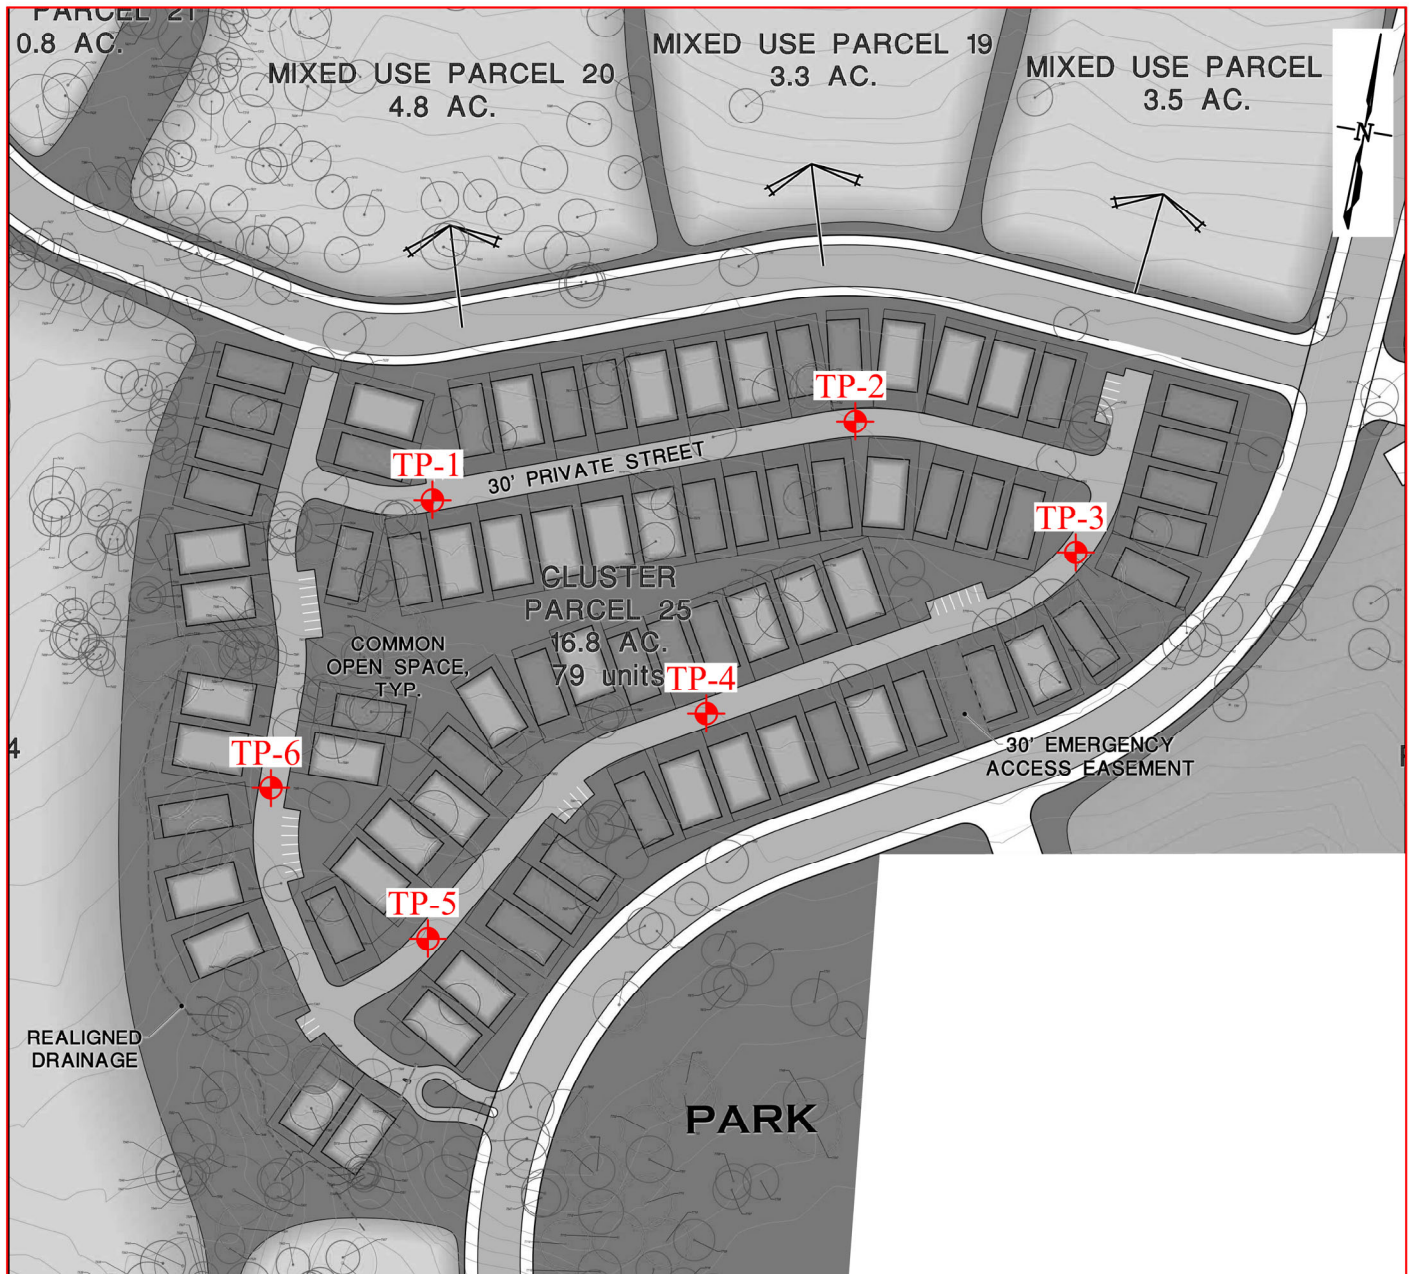 PARCEL 21
0.8 AC.
MIXED USE PARCEL 20
4.8 AC.
MIXED USE PARCEL 19
3.3 AC.
MIXED USE PARCEL
3.5 AC.
N
TP-1
TP-2
30' PRIVATE STREET
TP-3
CLUSTER
PARCEL 25
16.8 AC.
79 units
COMMON
OPEN SPACE,
TYP.
TP-4
TP-6
4
30' EMERGENCY
ACCESS EASEMENT
TP-5
REALIGNED
DRAINAGE
PARK